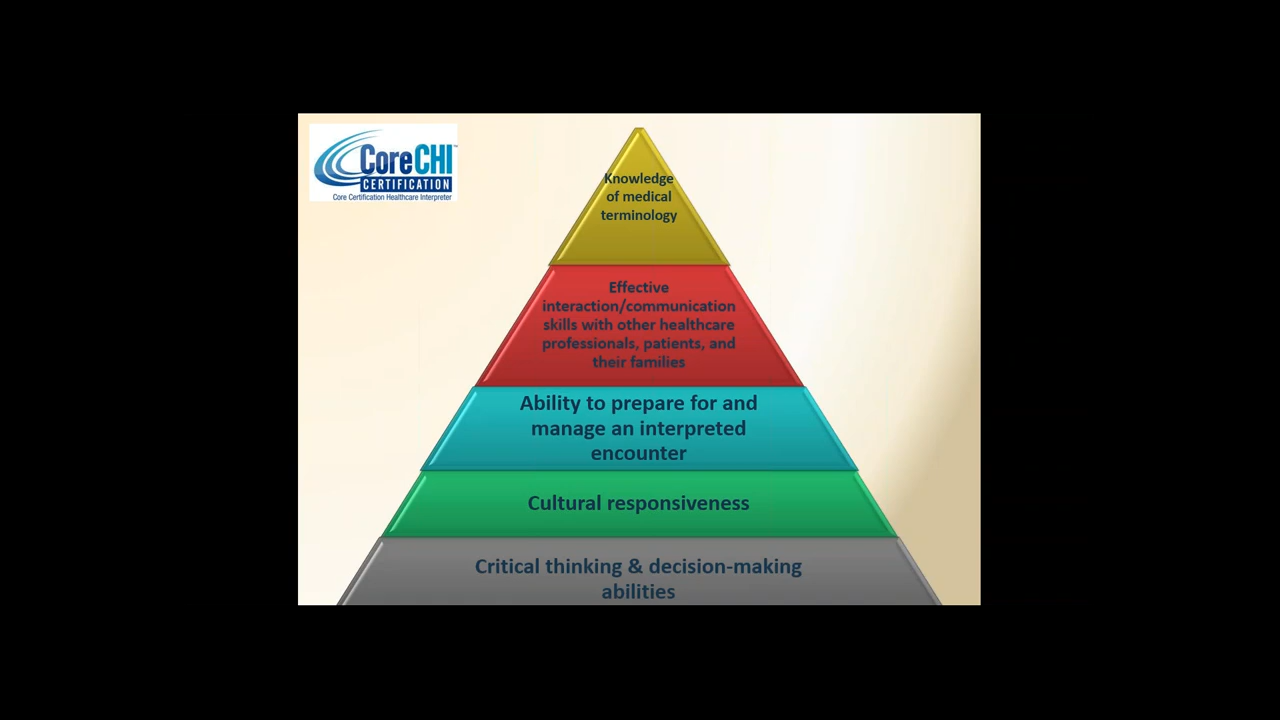 CoreCHI™
CERTIFICATION
Core Certification Healthcare Interpreter
Knowledge
of medical
terminology
Effective
interaction/communication
skills with other healthcare
professionals, patients, and
their families
Ability to prepare for and
manage an interpreted
encounter
Cultural responsiveness
Critical thinking & decision-making
abilities